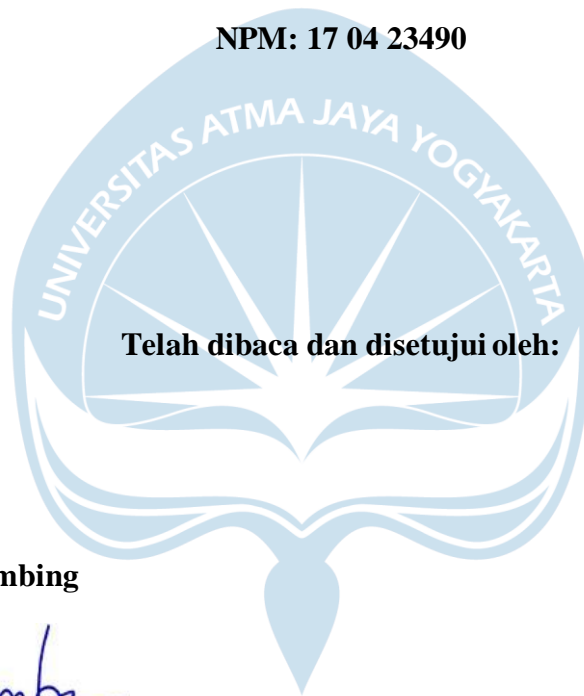 NPM: 17 04 23490
UNIVERSITAS ATMA JAYA YOGYAKARTA
Telah dibaca dan disetujui oleh:
mbing